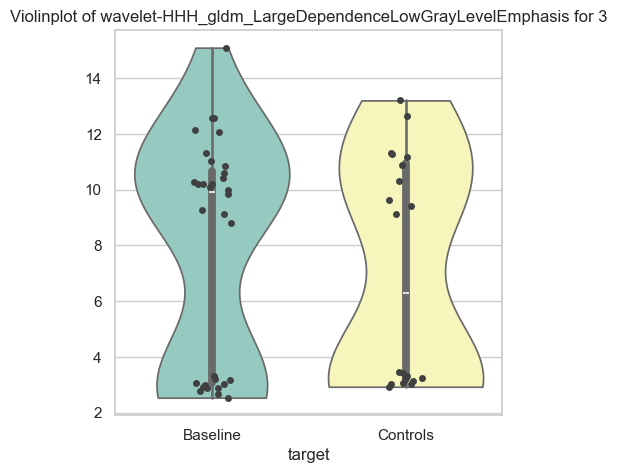 Violinplot of wavelet-HHH_gldm_LargeDependenceLowGrayLevelEmphasis for 3
14
12
10
8
6
4
2
Baseline Controls
target